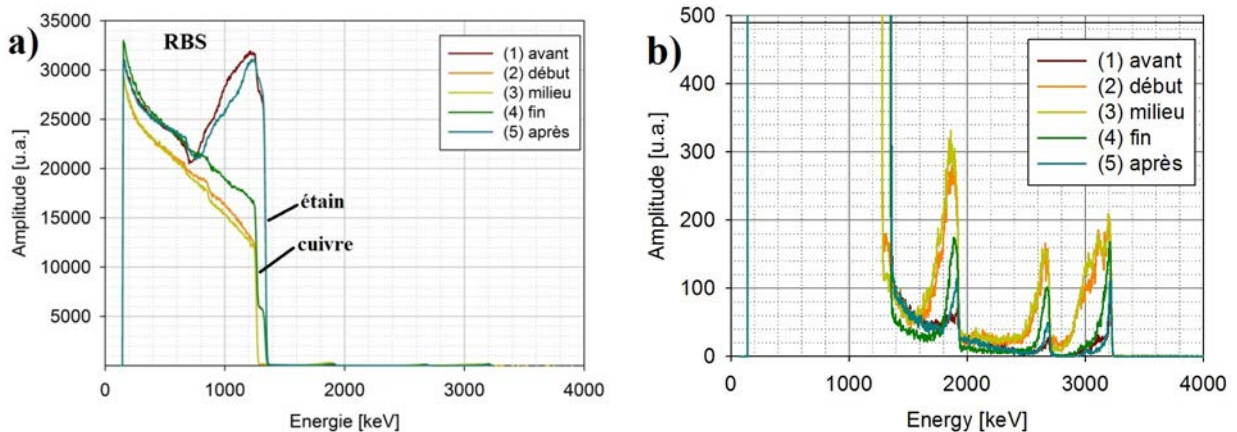 a)
RBS
35000
30000
25000
20000
15000
10000
5000
0
1000
2000
3000
4000
Amplitude [u.a.]
Energie [keV]
(1) avant
(2) début
(3) milieu
(4) fin
(5) après
étain
cuivre
b)
500
400
300
200
100
0
0
1000
2000
3000
4000
Amplitude [u.a.]
Energy [keV]
(1) avant
(2) début
(3) milieu
(4) fin
(5) après